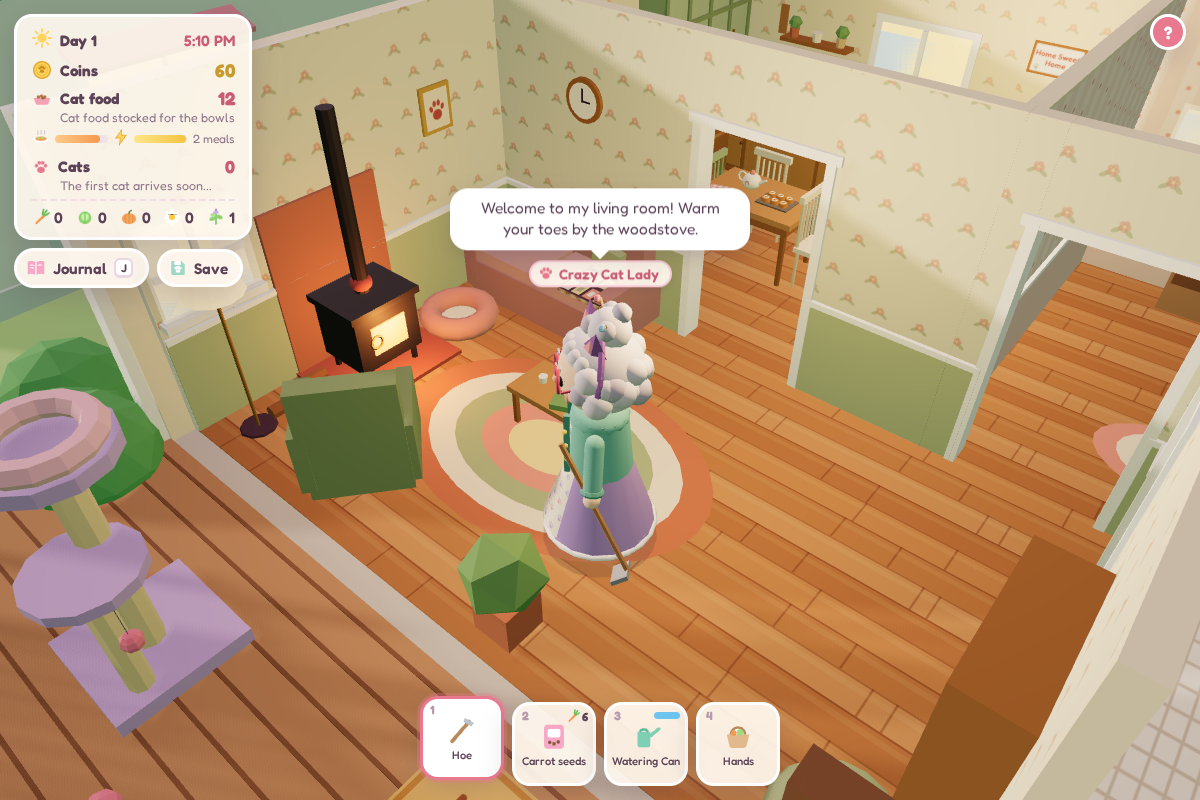 Day 1 5:10 PM
Coins 60
Cat food 12
Cat food stocked for the bowls
2 meals
Cats 0
The first cat arrives soon...
0 0 0 0 1
Journal J
Save
?
Home Sweet
Home
Welcome to my living room! Warm
your toes by the woodstove.
Crazy Cat Lady
1
Hoe
2 6
Carrot seeds
3
Watering Can
4
Hands